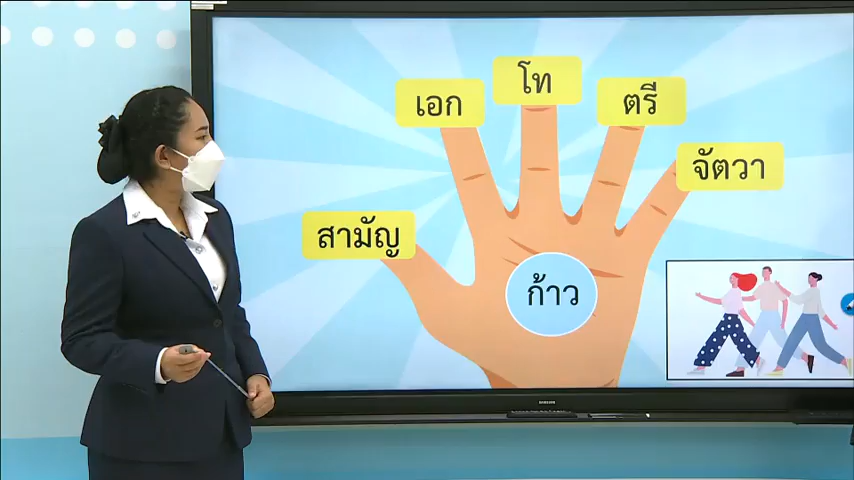 โท
เอก
ตรี
จัตวา
สามัญ
ก้าว
SAMSUNG